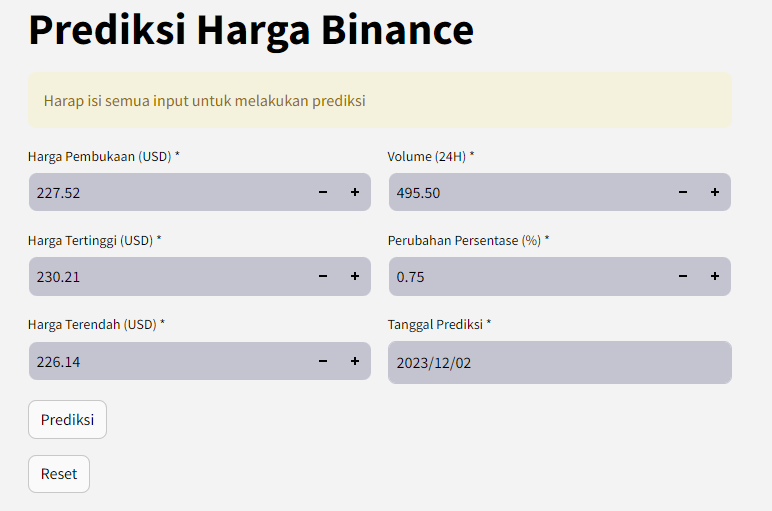 Prediksi Harga Binance
Harap isi semua input untuk melakukan prediksi
Harga Pembukaan (USD) *
227.52
Volume (24H) *
495.50
Harga Tertinggi (USD) *
230.21
Perubahan Persentase (%) *
0.75
Harga Terendah (USD) *
226.14
Tanggal Prediksi *
2023/12/02
Prediksi
Reset